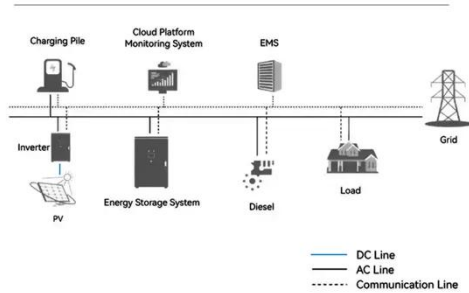 Charging Pile
Cloud Platform
Monitoring System
EMS
Grid
Inverter
PV
Energy Storage System
Diesel
Load
DC Line
AC Line
Communication Line